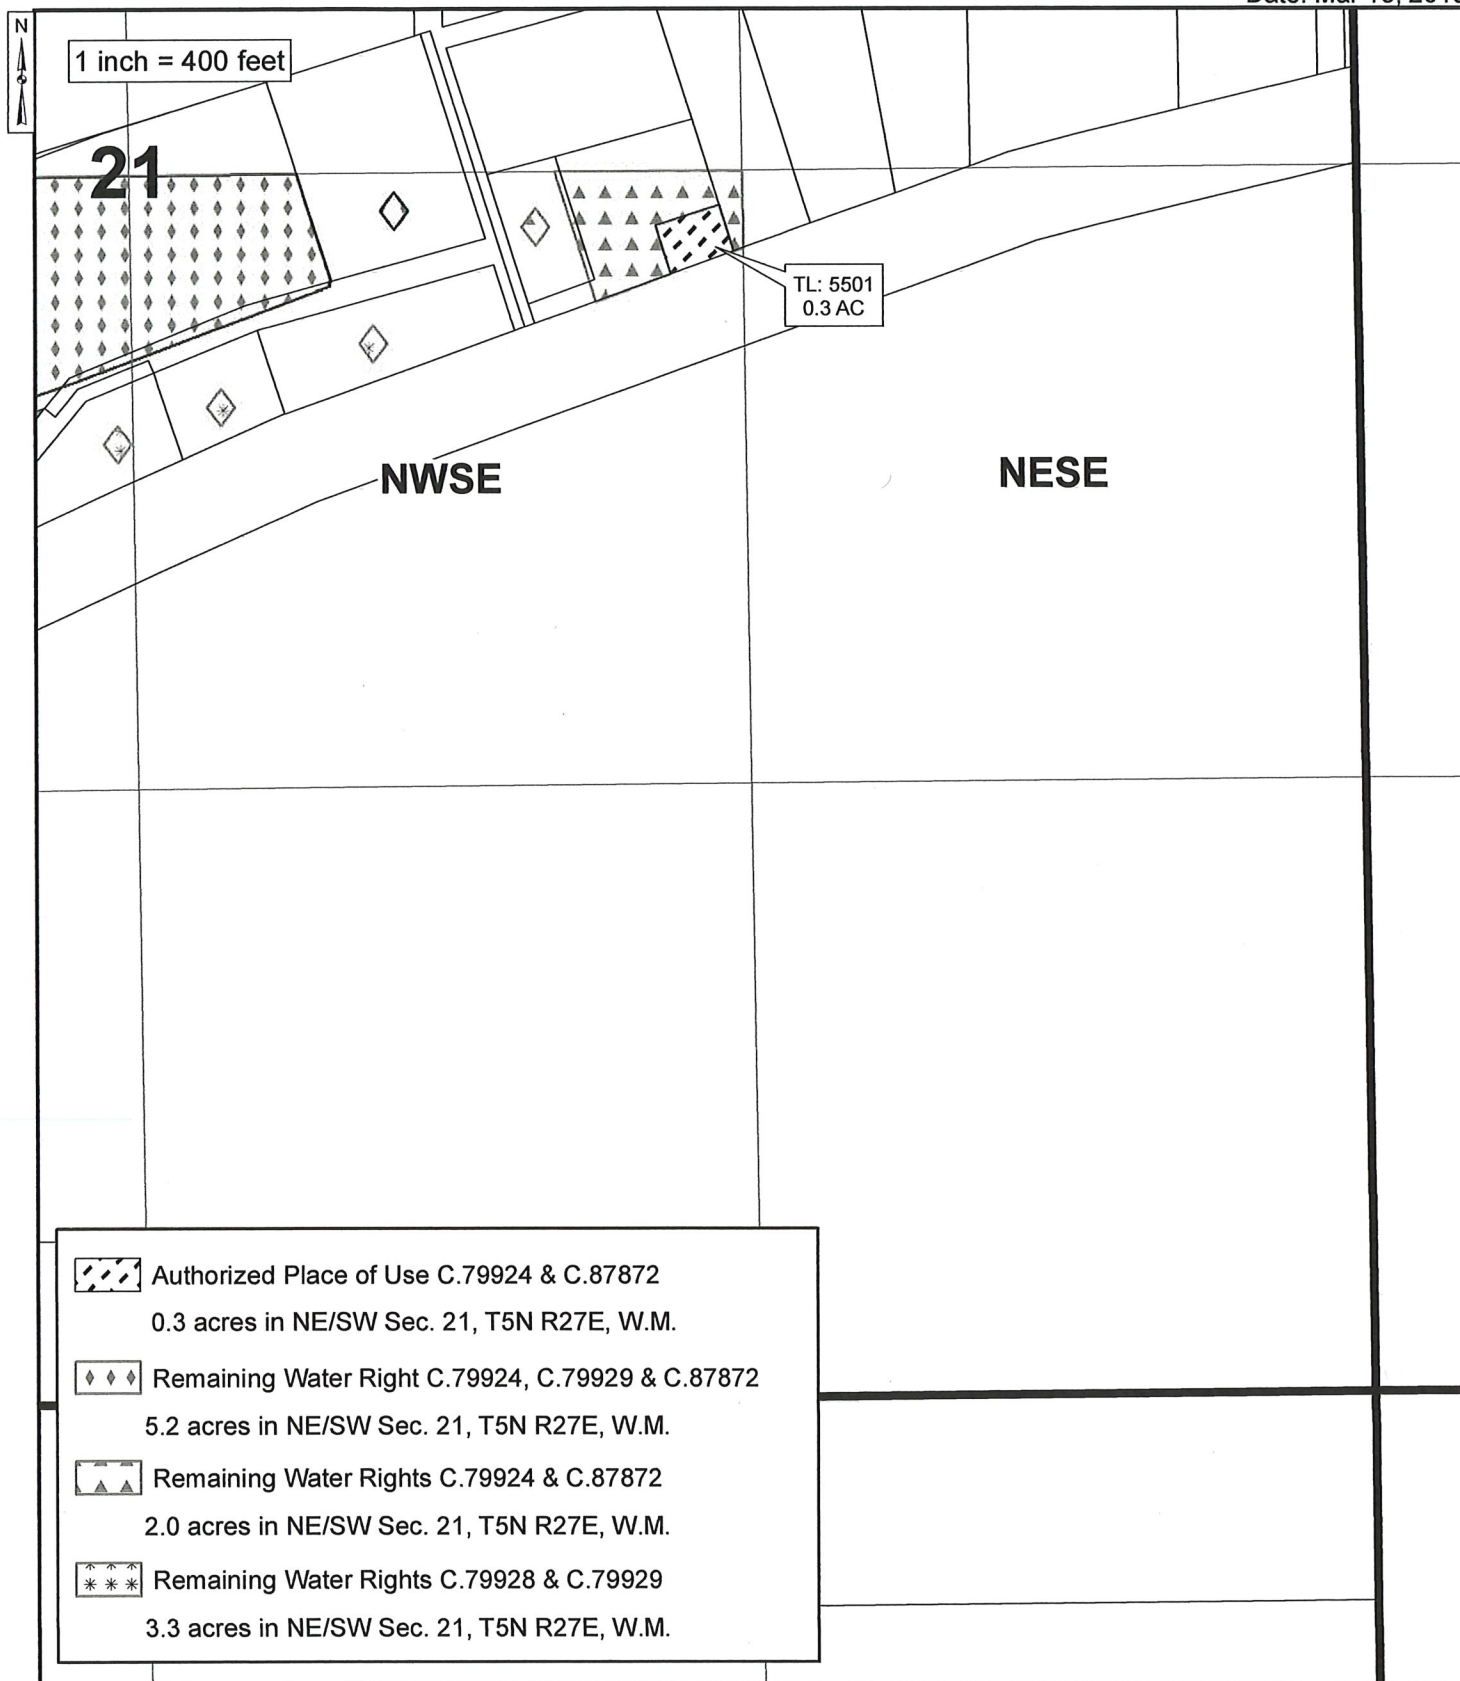 N
1 inch = 400 feet
21
TL: 5501
0.3 AC
NWSE
NESE
Authorized Place of Use C.79924 & C.87872
0.3 acres in NE/SW Sec. 21, T5N R27E, W.M.
Remaining Water Right C.79924, C.79929 & C.87872
5.2 acres in NE/SW Sec. 21, T5N R27E, W.M.
Remaining Water Rights C.79924 & C.87872
2.0 acres in NE/SW Sec. 21, T5N R27E, W.M.
Remaining Water Rights C.79928 & C.79929
3.3 acres in NE/SW Sec. 21, T5N R27E, W.M.